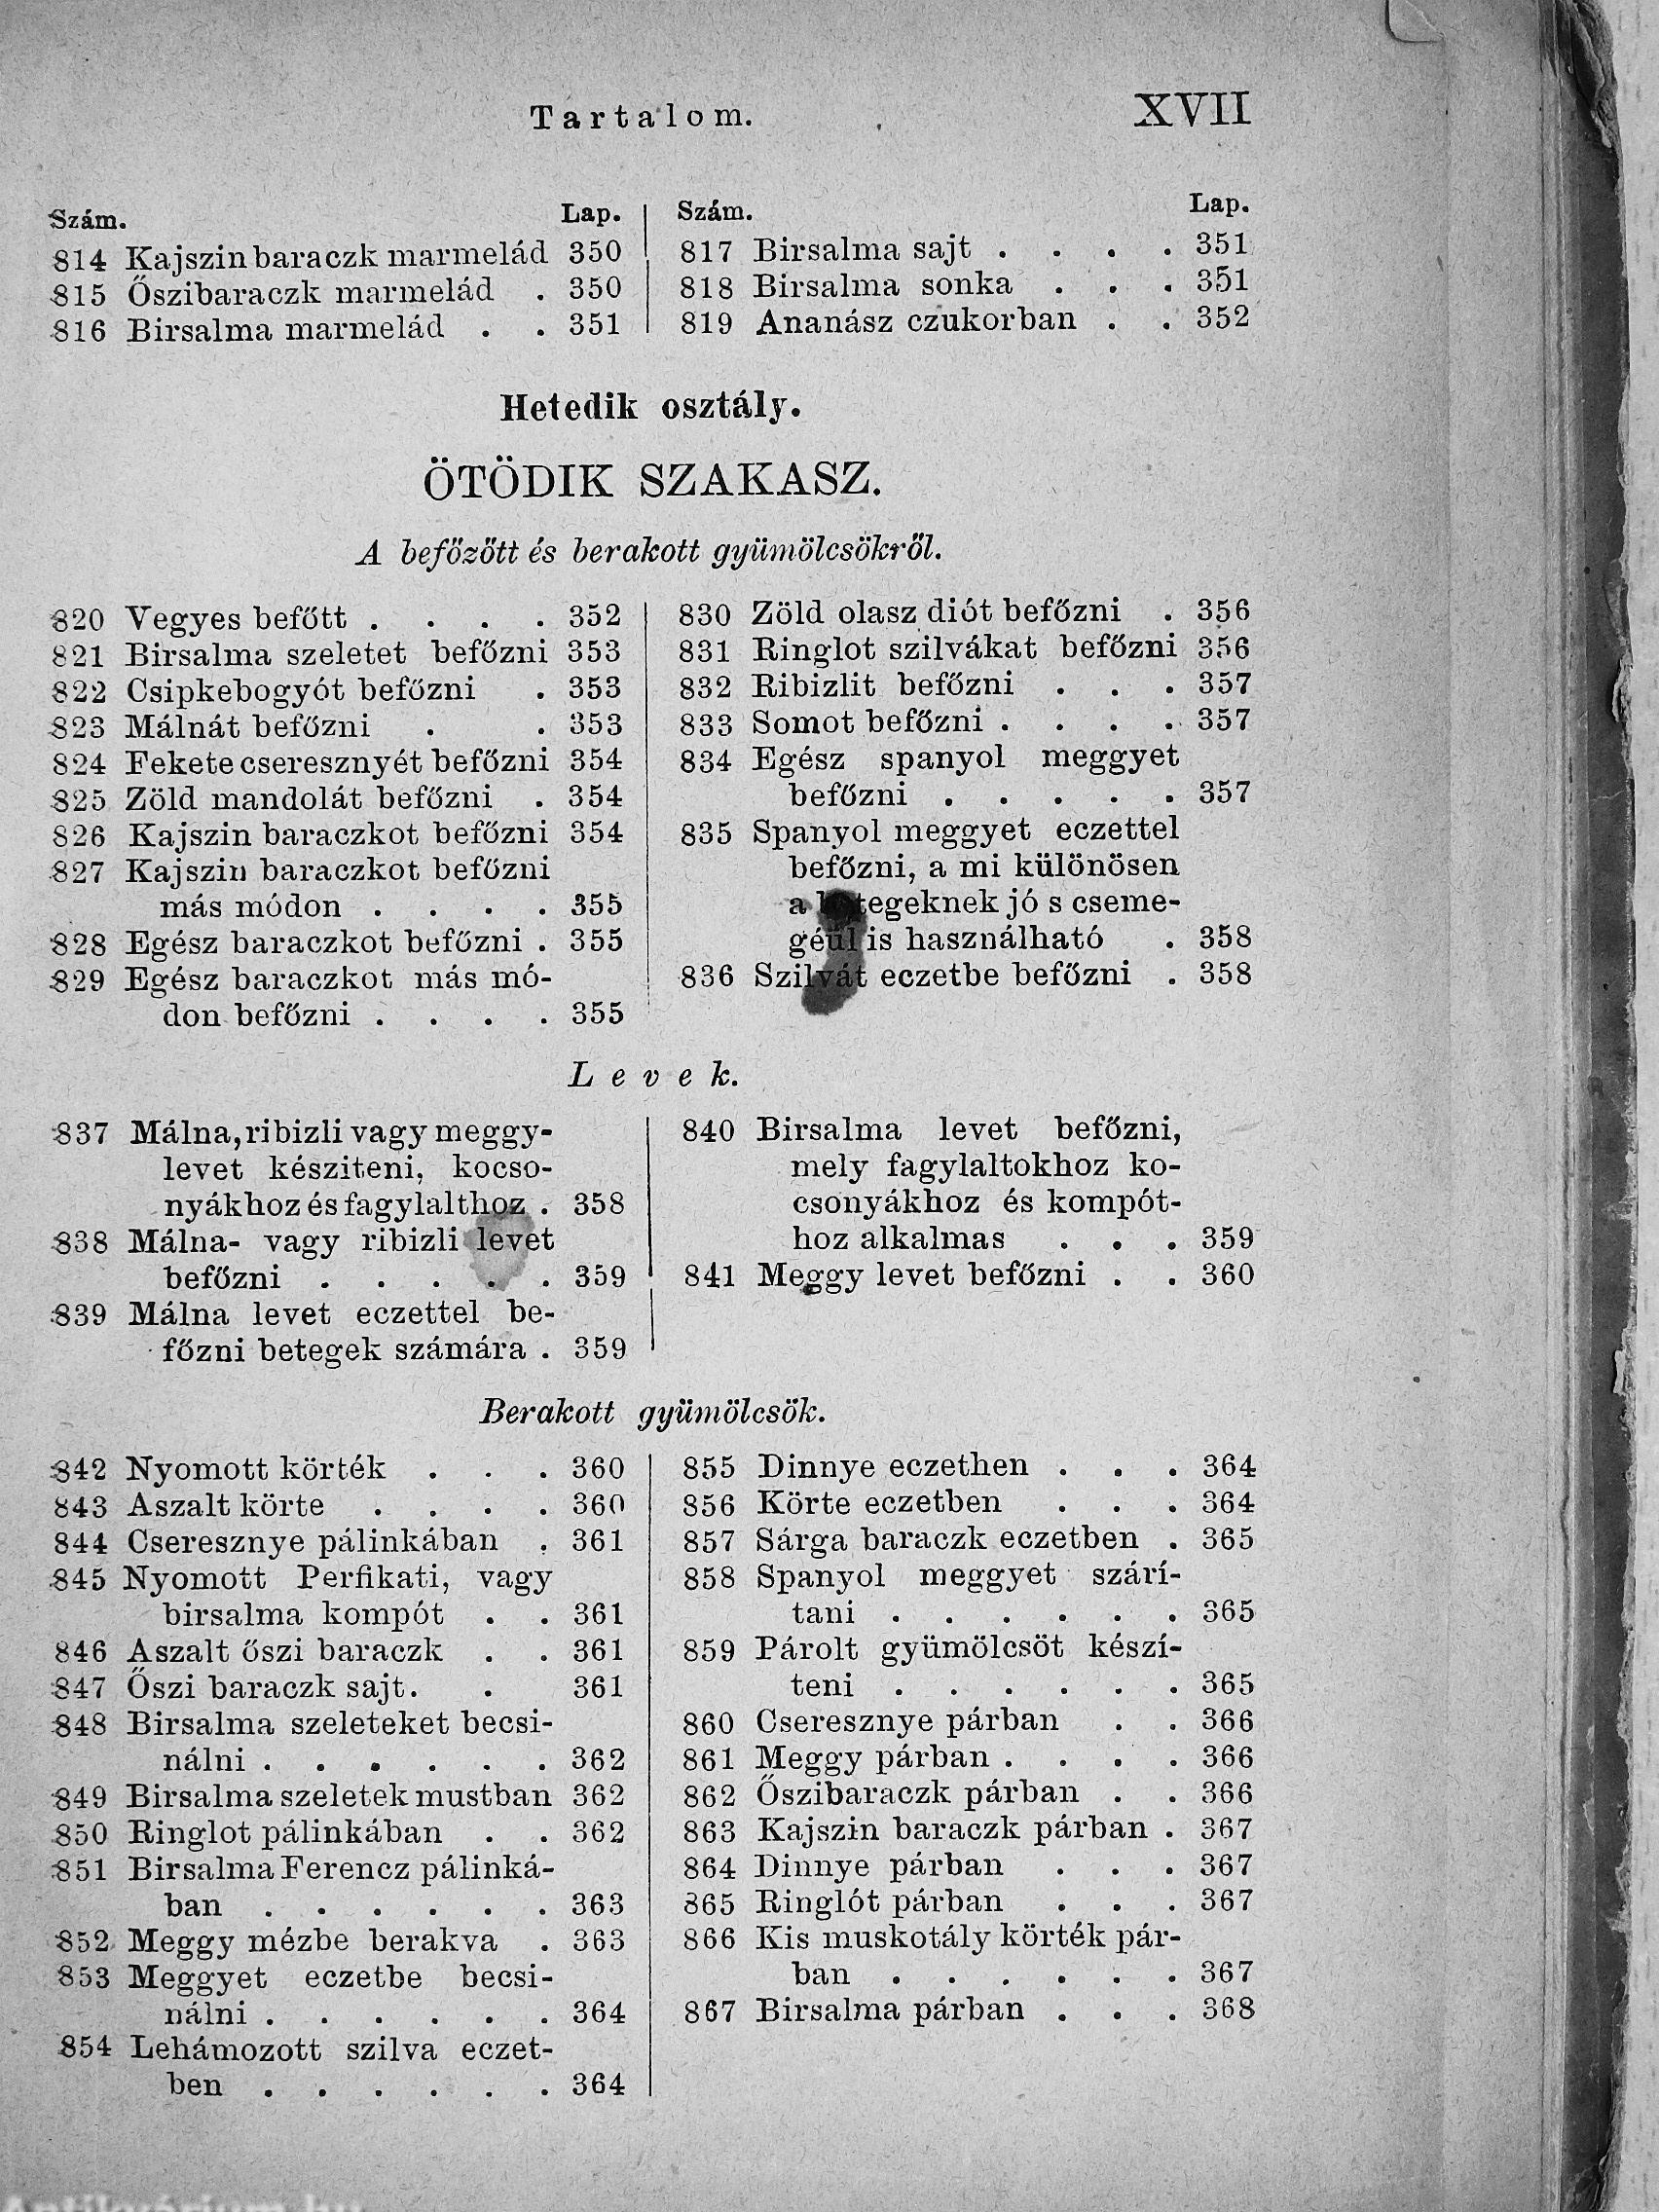 Tartalom.
XVII
Szám. Lap.
814 Kajszin baraczk marmelád 350
815 Őszibaraczk marmelád . 350
816 Birsalma marmelád . . 351
Szám. Lap.
817 Birsalma sajt . . . . 351
818 Birsalma sonka . . . 351
819 Ananász czukorban . . 352
Hetedik osztály.
ÖTÖDIK SZAKASZ.
A befőzött és berakott gyümölcsökről.
820 Vegyes befőtt . . . . 352
821 Birsalma szeletet befőzni 353
822 Csipkebogyót befőzni . 353
823 Málnát befőzni . . 353
824 Fekete cseresznyét befőzni 354
825 Zöld mandolát befőzni . 354
826 Kajszin baraczkot befőzni 354
827 Kajszin baraczkot befőzni
más módon . . . . 355
828 Egész baraczkot befőzni . 355
829 Egész baraczkot más mó-
don befőzni . . . . 355
830 Zöld olasz diót befőzni . 356
831 Ringlot szilvákat befőzni 356
832 Ribizlit befőzni . . . 357
833 Somot befőzni . . . . 357
834 Egész spanyol meggyet
befőzni . . . . . 357
835 Spanyol meggyet eczettel
befőzni, a mi különösen
a betegeknek jó s cseme-
géül is használható . 358
836 Szilvát eczetbe befőzni . 358
Levek.
837 Málna, ribizli vagy meggy-
levet késziteni, kocso-
nyákhoz és fagylalthoz . 358
838 Málna- vagy ribizli levet
befőzni . . . . . 359
839 Málna levet eczettel be-
főzni betegek számára . 359
840 Birsalma levet befőzni,
mely fagylaltokhoz ko-
csonyákhoz és kompót-
hoz alkalmas . . . 359
841 Meggy levet befőzni . . 360
Berakott gyümölcsök.
842 Nyomott körték . . . 360
843 Aszalt körte . . . . 360
844 Cseresznye pálinkában . 361
845 Nyomott Perfikati, vagy
birsalma kompót . . 361
846 Aszalt őszi baraczk . . 361
847 Őszi baraczk sajt . . 361
848 Birsalma szeleteket becsi-
nálni . . . . . . 362
849 Birsalma szeletek mustban 362
850 Ringlot pálinkában . . 362
851 Birsalma Ferencz pálinká-
ban . . . . . . 363
852 Meggy mézbe berakva . 363
853 Meggyet eczetbe becsi-
nálni . . . . . . 364
854 Lehámozott szilva eczet-
ben . . . . . . 364
855 Dinnye eczethen . . . 364
856 Körte eczetben . . . 364
857 Sárga baraczk eczetben . 365
858 Spanyol meggyet szárí-
tani . . . . . . 365
859 Párolt gyümölcsöt készí-
teni . . . . . . 365
860 Cseresznye párban . . 366
861 Meggy párban . . . . 366
862 Őszibaraczk párban . . 366
863 Kajszin baraczk párban . 367
864 Dinnye párban . . . 367
865 Ringlót párban . . . 367
866 Kis muskotály körték pár-
ban . . . . . . 367
867 Birsalma párban . . . 368